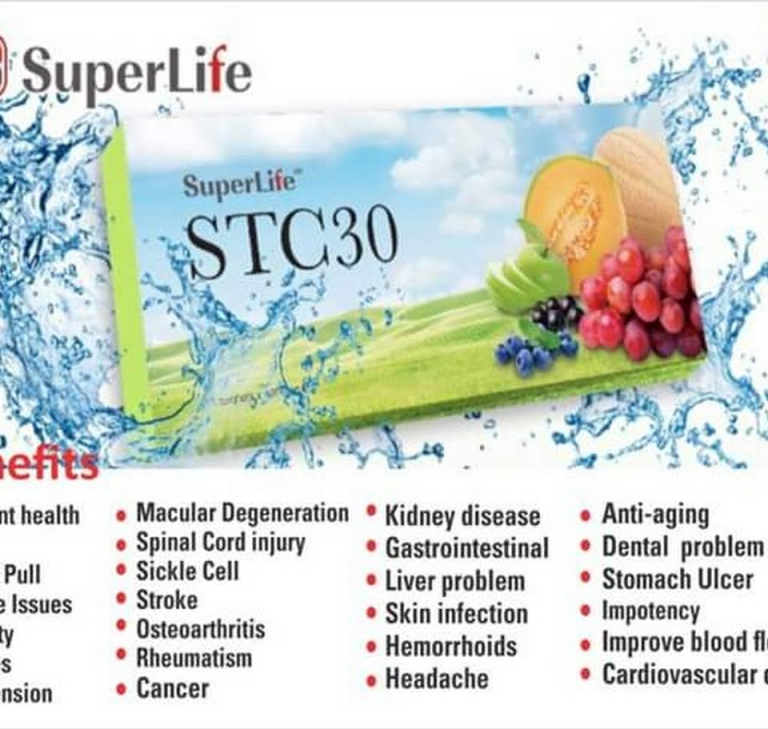 SuperLife
SuperLife™
STC30
nefits
nt health
Pull
e Issues
ty
s
nsion
• Macular Degeneration
• Spinal Cord injury
• Sickle Cell
• Stroke
• Osteoarthritis
• Rheumatism
• Cancer
• Kidney disease
• Gastrointestinal
• Liver problem
• Skin infection
• Hemorrhoids
• Headache
• Anti-aging
• Dental problem
• Stomach Ulcer
• Impotency
• Improve blood fl
• Cardiovascular